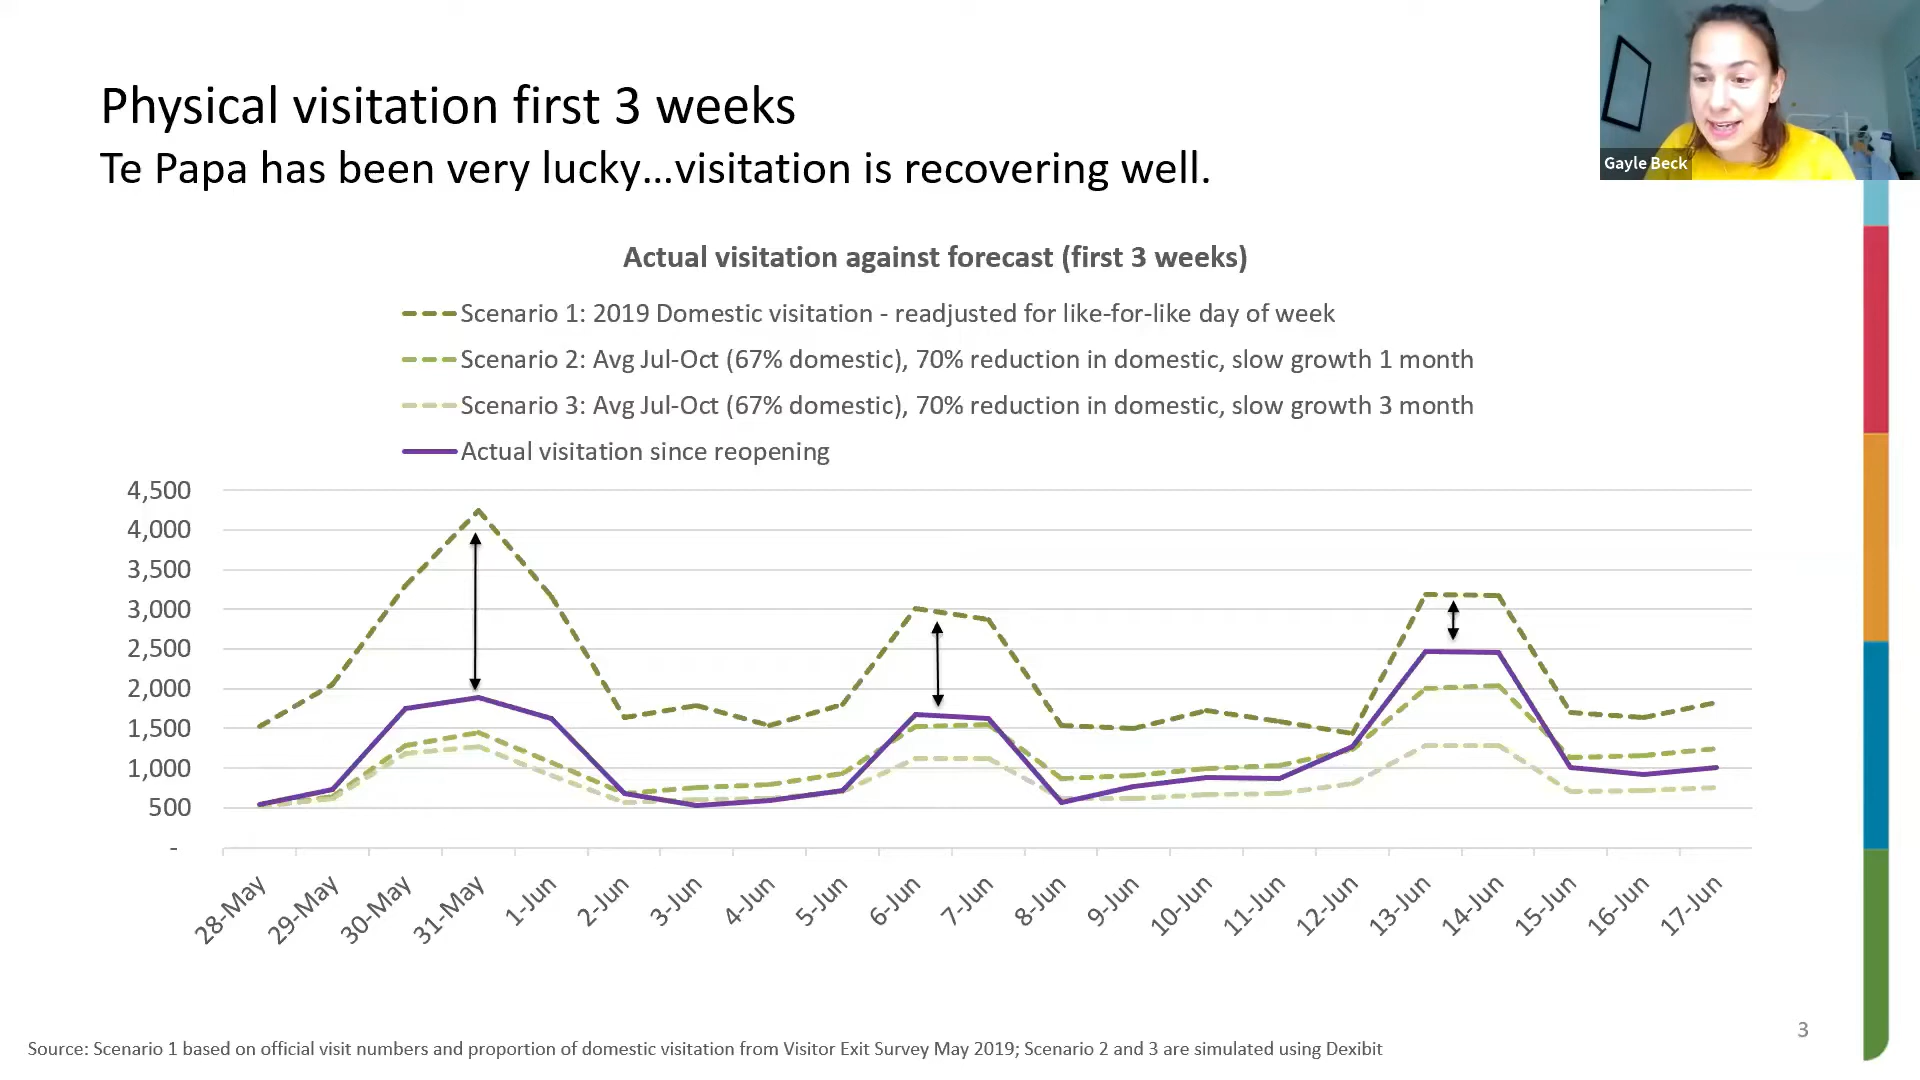 Physical visitation first 3 weeks
Te Papa has been very lucky...visitation is recovering well.
Gayle Beck
Actual visitation against forecast (first 3 weeks)
Scenario 1: 2019 Domestic visitation - readjusted for like-for-like day of week
Scenario 2: Avg Jul-Oct (67% domestic), 70% reduction in domestic, slow growth 1 month
Scenario 3: Avg Jul-Oct (67% domestic), 70% reduction in domestic, slow growth 3 month
Actual visitation since reopening
4,500
4,000
3,500
3,000
2,500
2,000
1,500
1,000
500
-
28-May 29-May 30-May 31-May 1-Jun 2-Jun 3-Jun 4-Jun 5-Jun 6-Jun 7-Jun 8-Jun 9-Jun 10-Jun 11-Jun 12-Jun 13-Jun 14-Jun 15-Jun 16-Jun 17-Jun
3
Source: Scenario 1 based on official visit numbers and proportion of domestic visitation from Visitor Exit Survey May 2019; Scenario 2 and 3 are simulated using Dexibit